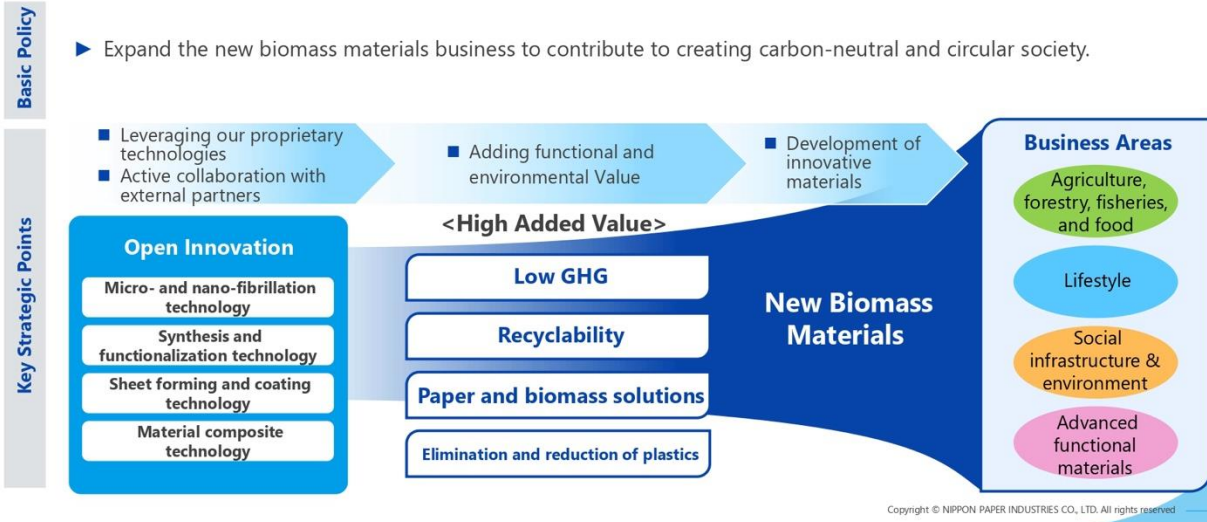 Basic Policy
► Expand the new biomass materials business to contribute to creating carbon-neutral and circular society.
Key Strategic Points
■ Leveraging our proprietary
technologies
■ Active collaboration with
external partners
■ Adding functional and
environmental Value
■ Development of
innovative
materials
Open Innovation
Micro- and nano-fibrillation
technology
Synthesis and
functionalization technology
Sheet forming and coating
technology
Material composite
technology
<High Added Value>
Low GHG
Recyclability
Paper and biomass solutions
Elimination and reduction of plastics
New Biomass
Materials
Business Areas
Agriculture,
forestry, fisheries,
and food
Lifestyle
Social
infrastructure &
environment
Advanced
functional
materials
Copyright © NIPPON PAPER INDUSTRIES CO., LTD. All rights reserved